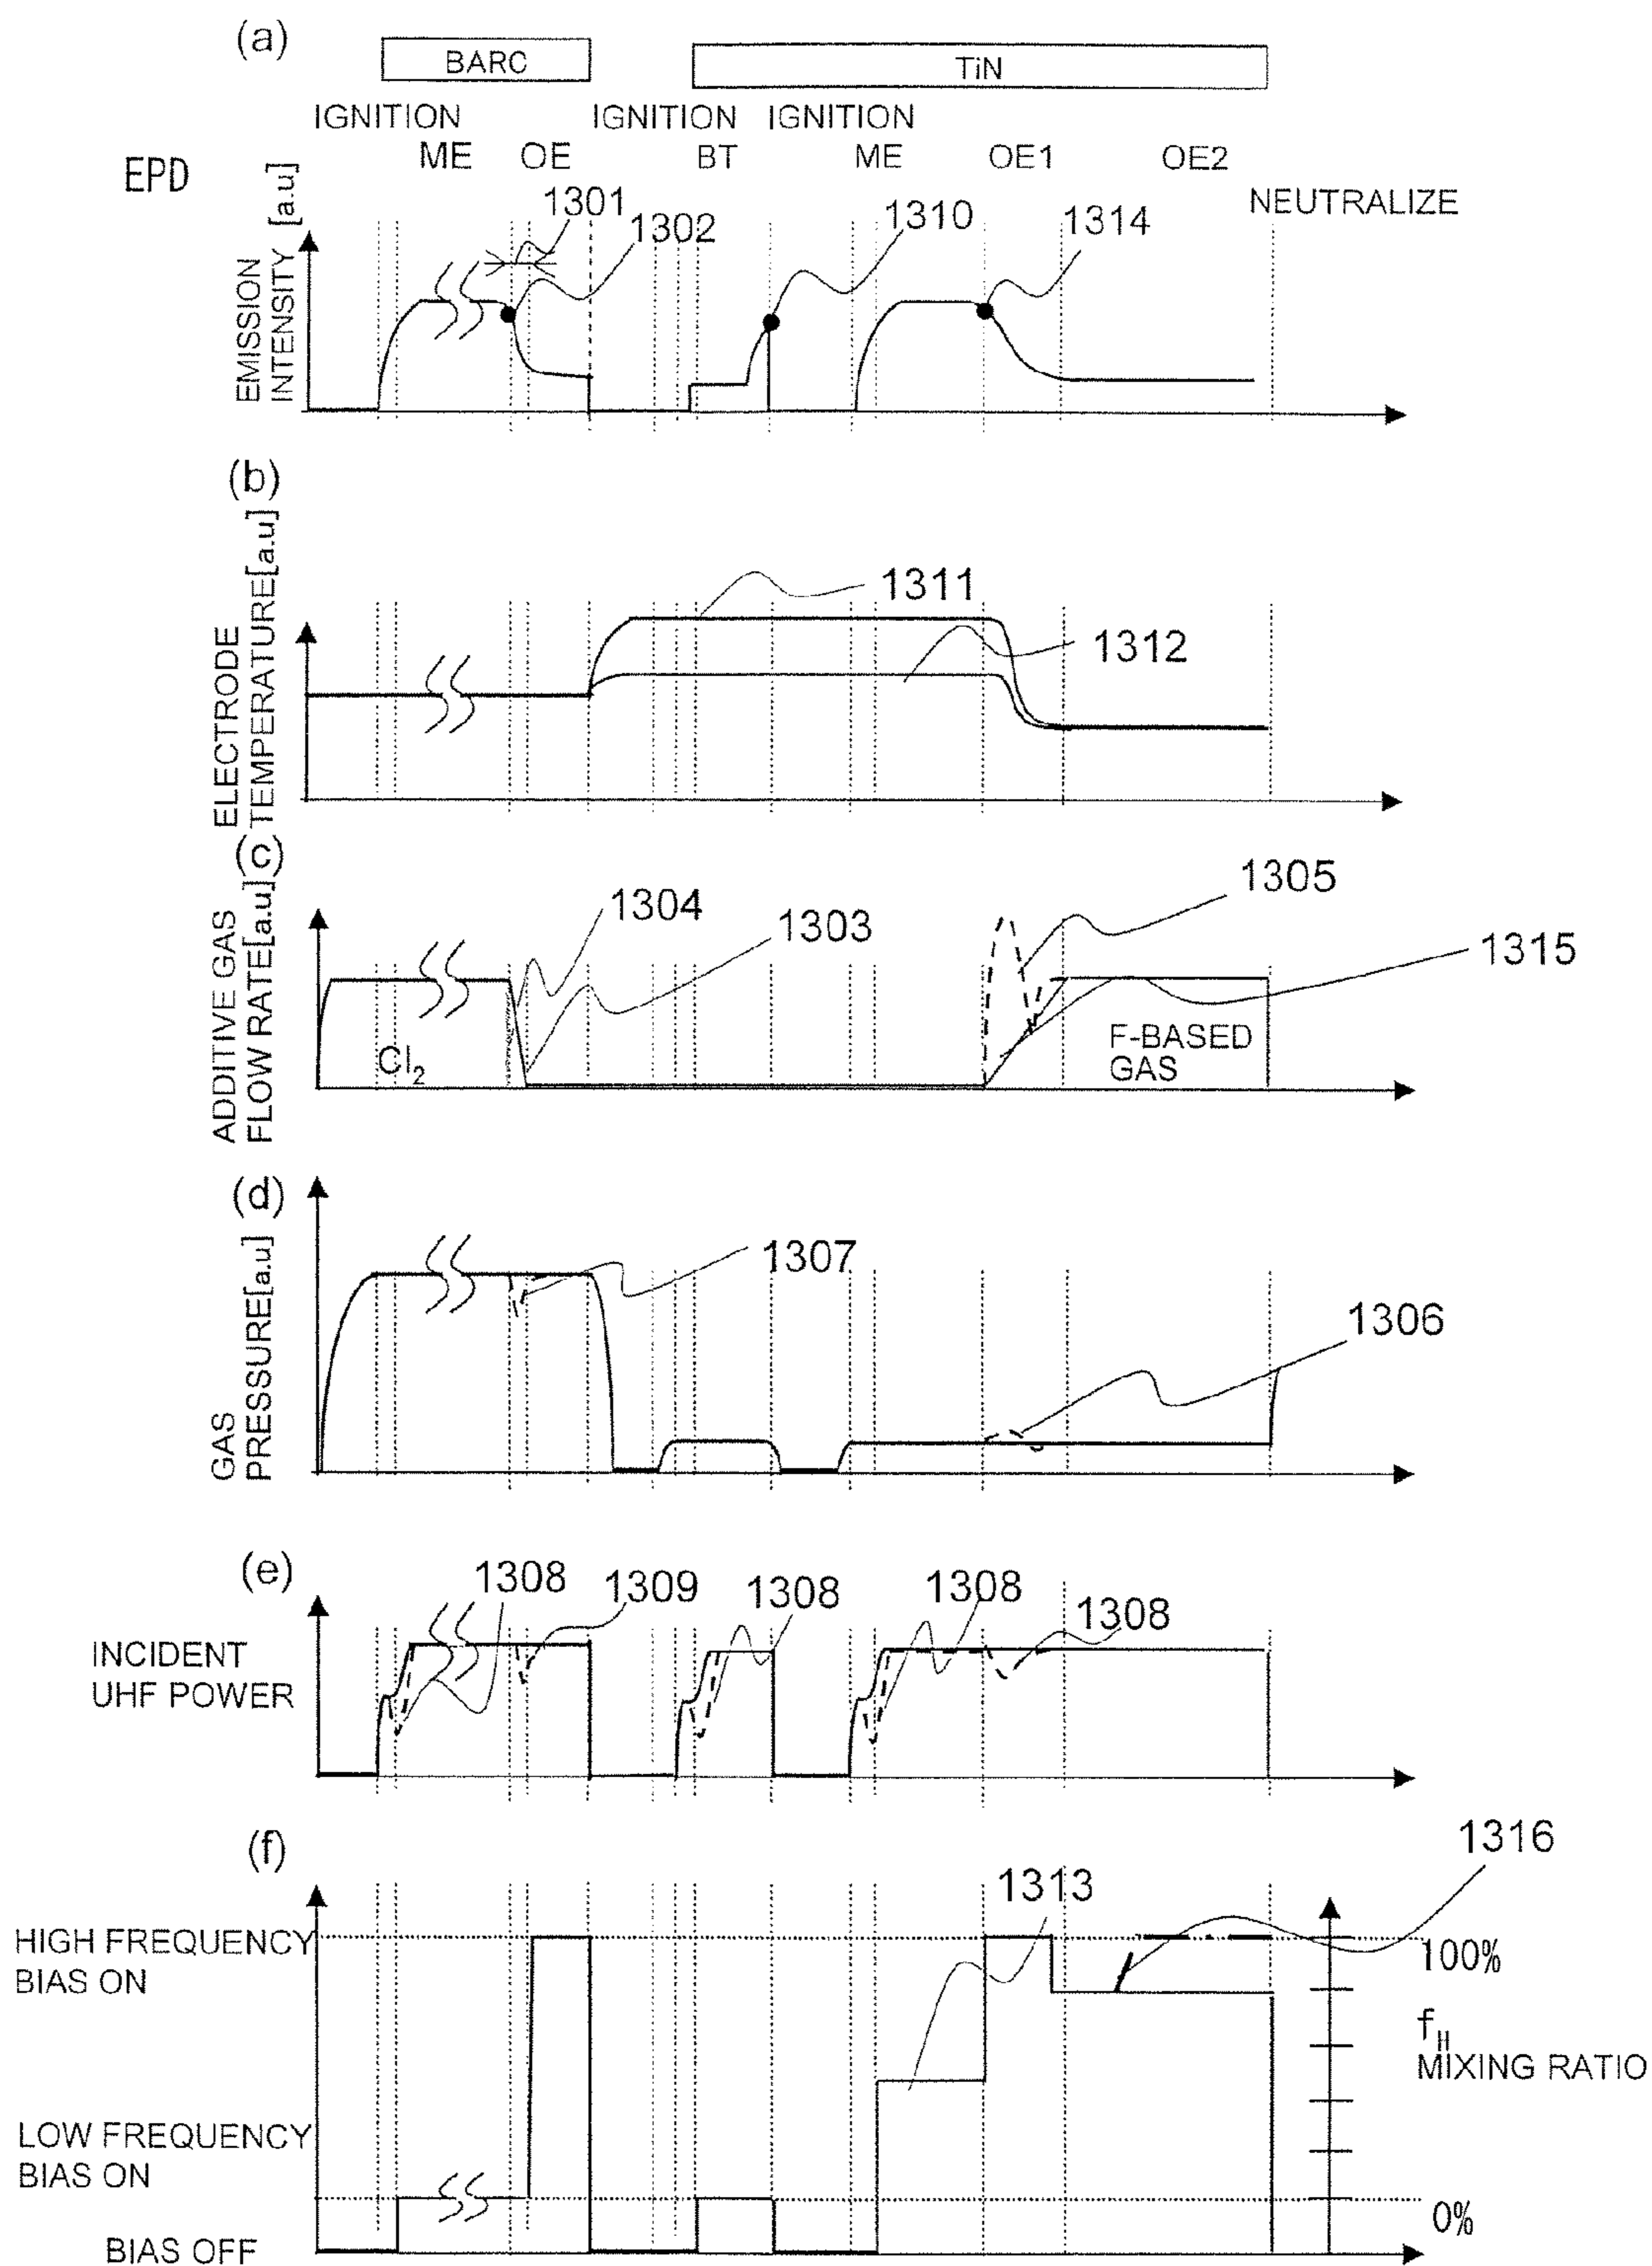 (a)
BARC
TiN
IGNITION
IGNITION
IGNITION
ME
OE
BT
ME
OE1
OE2
EPD
NEUTRALIZE
EMISSION
INTENSITY [a.u]
1301
1302
1310
1314
(b)
ELECTRODE
TEMPERATURE[a.u]
1311
1312
(c)
ADDITIVE GAS
FLOW RATE[a.u]
1304
1303
1305
1315
Cl2
F-BASED
GAS
(d)
GAS
PRESSURE[a.u]
1307
1306
(e)
INCIDENT
UHF POWER
1308
1309
1308
1308
1308
(f)
1316
1313
HIGH FREQUENCY
BIAS ON
100%
fH
MIXING RATIO
LOW FREQUENCY
BIAS ON
0%
BIAS OFF